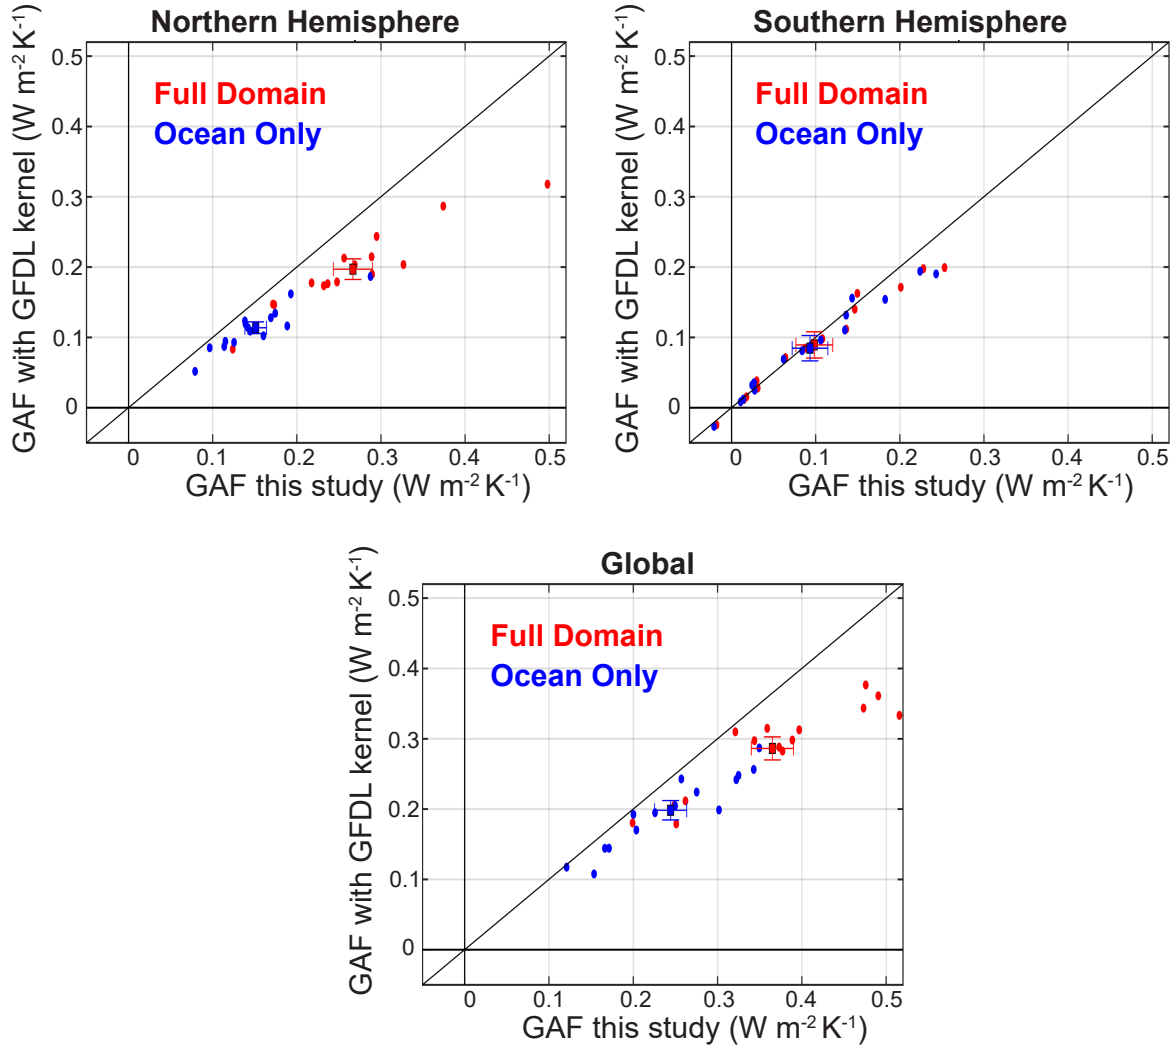 Northern Hemisphere
GAF with GFDL kernel (W m-2 K-1)
0.5
0.4
0.3
0.2
0.1
0
Full Domain
Ocean Only
0 0.1 0.2 0.3 0.4 0.5
GAF this study (W m-2 K-1)
Southern Hemisphere
GAF with GFDL kernel (W m-2 K-1)
0.5
0.4
0.3
0.2
0.1
0
Full Domain
Ocean Only
0 0.1 0.2 0.3 0.4 0.5
GAF this study (W m-2 K-1)
Global
GAF with GFDL kernel (W m-2 K-1)
0.5
0.4
0.3
0.2
0.1
0
Full Domain
Ocean Only
0 0.1 0.2 0.3 0.4 0.5
GAF this study (W m-2 K-1)